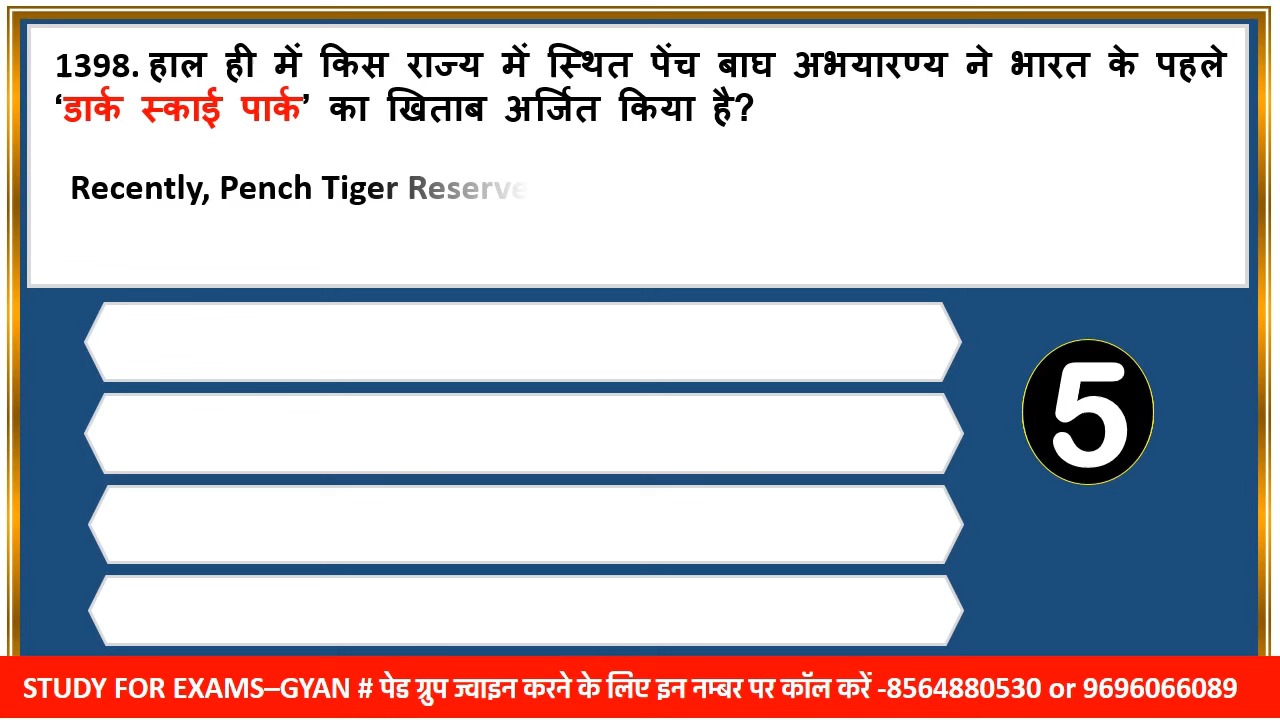 1398. हाल ही में किस राज्य में स्थित पेंच बाघ अभयारण्य ने भारत के पहले
‘डार्क स्काई पार्क’ का खिताब अर्जित किया है?
Recently, Pench Tiger Reserve
5
STUDY FOR EXAMS–GYAN # पेड ग्रुप ज्वाइन करने के लिए इन नम्बर पर कॉल करें -8564880530 or 9696066089